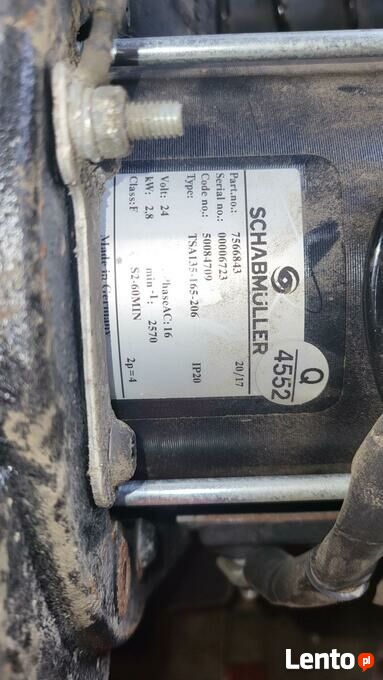 SCHABMÜLLER
Part.no.: 7566843 20/17
Serial no.: 00006723
Code no.: 50084709
Type: TSA135-165-206 IP20
Volt: 24 haseAC: 16
kW: 2,8 min⁻¹: 2570
Class: F S2-60MIN 2p=4
Made in Germany
Q
4552
Lento.pl